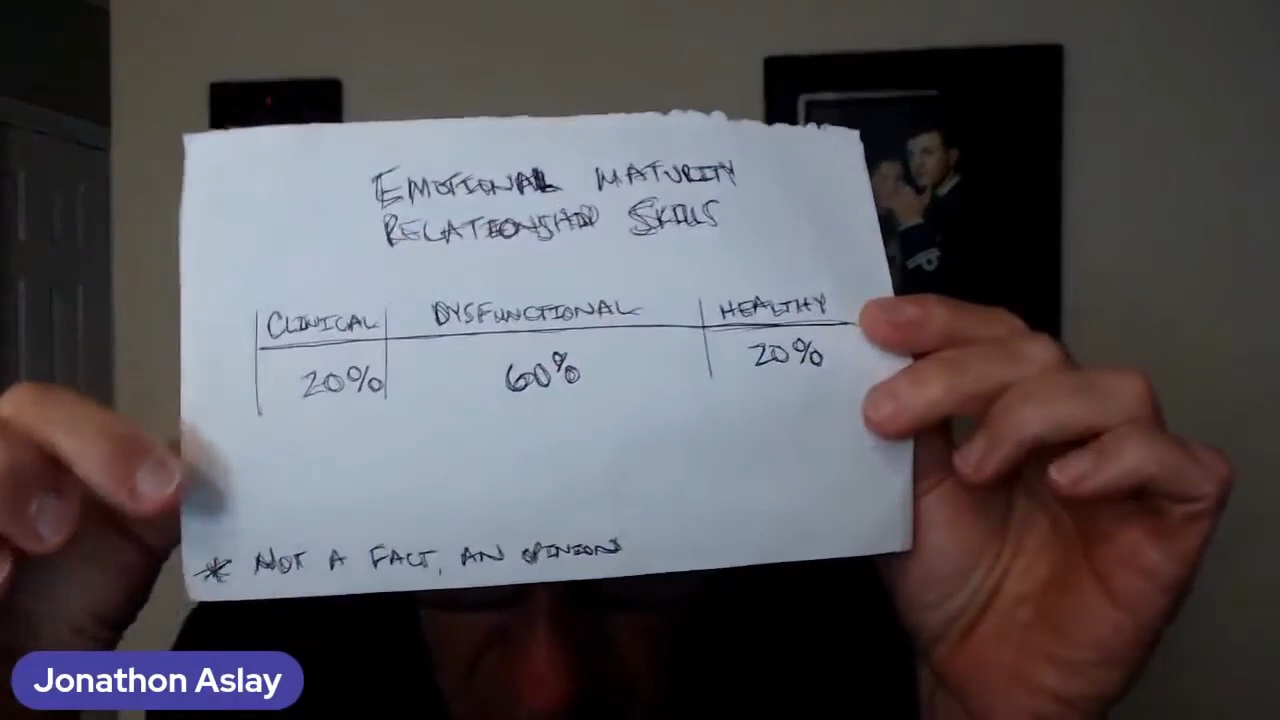 EMOTIONAL MATURITY
RELATIONSHIP SKILLS
CLINICAL DYSFUNCTIONAL HEALTHY
20% 60% 20%
* NOT A FACT, AN OPINION
Jonathon Aslay